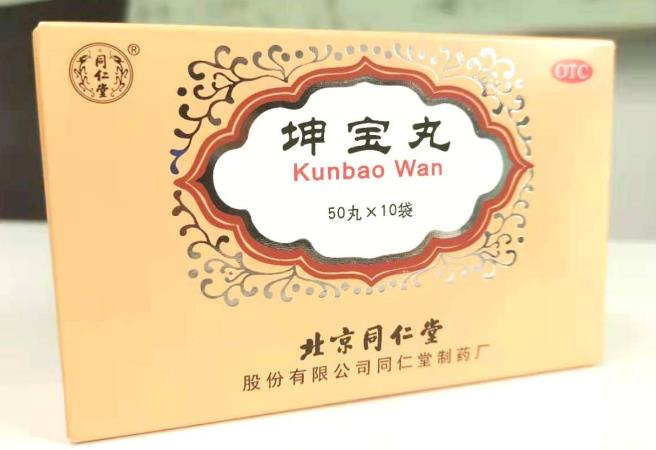 同仁堂
®
OTC
坤宝丸
Kunbao Wan
50丸×10袋
北京同仁堂
股份有限公司同仁堂制药厂